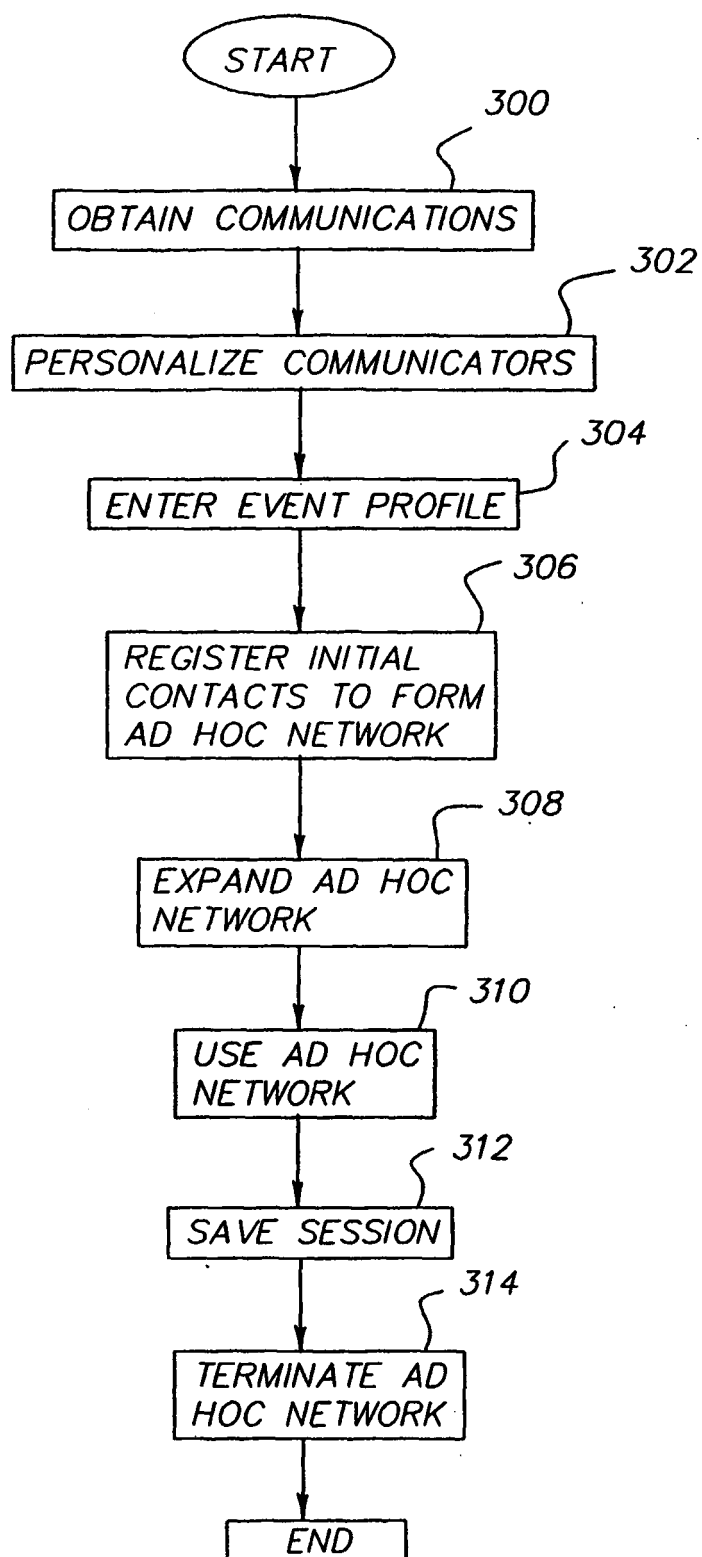 START
300
OBTAIN COMMUNICATIONS
302
PERSONALIZE COMMUNICATORS
304
ENTER EVENT PROFILE
306
REGISTER INITIAL
CONTACTS TO FORM
AD HOC NETWORK
308
EXPAND AD HOC
NETWORK
310
USE AD HOC
NETWORK
312
SAVE SESSION
314
TERMINATE AD
HOC NETWORK
END